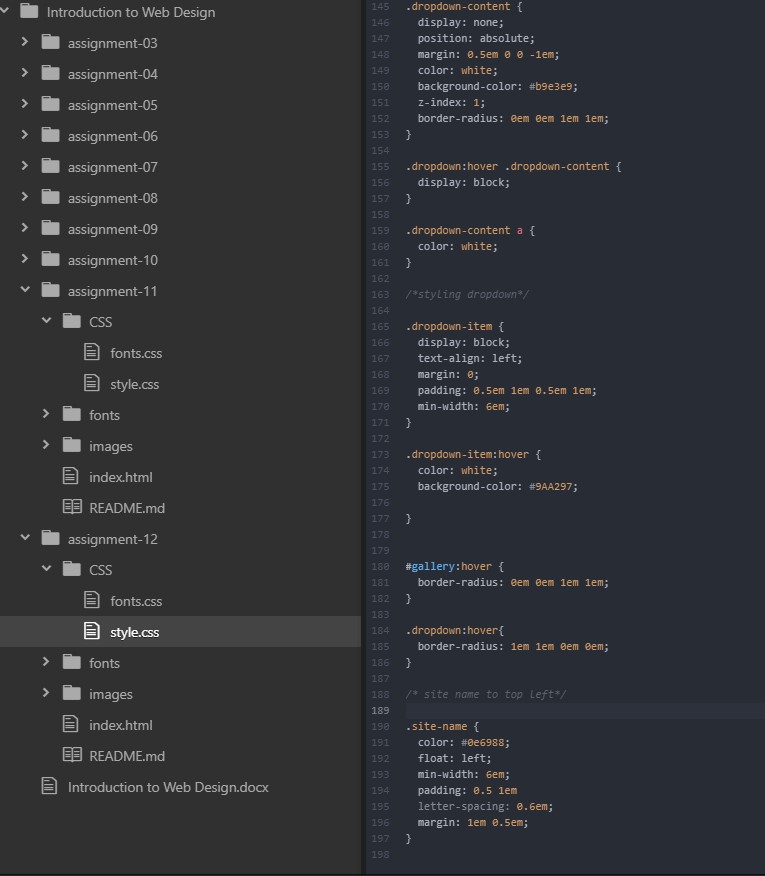 Introduction to Web Design
assignment-03
assignment-04
assignment-05
assignment-06
assignment-07
assignment-08
assignment-09
assignment-10
assignment-11
CSS
fonts.css
style.css
fonts
images
index.html
README.md
assignment-12
CSS
fonts.css
style.css
fonts
images
index.html
README.md
Introduction to Web Design.docx
145 .dropdown-content {
146 display: none;
147 position: absolute;
148 margin: 0.5em 0 0 -1em;
149 color: white;
150 background-color: #b9e3e9;
151 z-index: 1;
152 border-radius: 0em 0em 1em 1em;
153 }
154
155 .dropdown:hover .dropdown-content {
156 display: block;
157 }
158
159 .dropdown-content a {
160 color: white;
161 }
162
163 /*styling dropdown*/
164
165 .dropdown-item {
166 display: block;
167 text-align: left;
168 margin: 0;
169 padding: 0.5em 1em 0.5em 1em;
170 min-width: 6em;
171 }
172
173 .dropdown-item:hover {
174 color: white;
175 background-color: #9AA297;
176
177 }
178
179
180 #gallery:hover {
181 border-radius: 0em 0em 1em 1em;
182 }
183
184 .dropdown:hover{
185 border-radius: 1em 1em 0em 0em;
186 }
187
188 /* site name to top left*/
189
190 .site-name {
191 color: #0e6988;
192 float: left;
193 min-width: 6em;
194 padding: 0.5 1em
195 letter-spacing: 0.6em;
196 margin: 1em 0.5em;
197 }
198